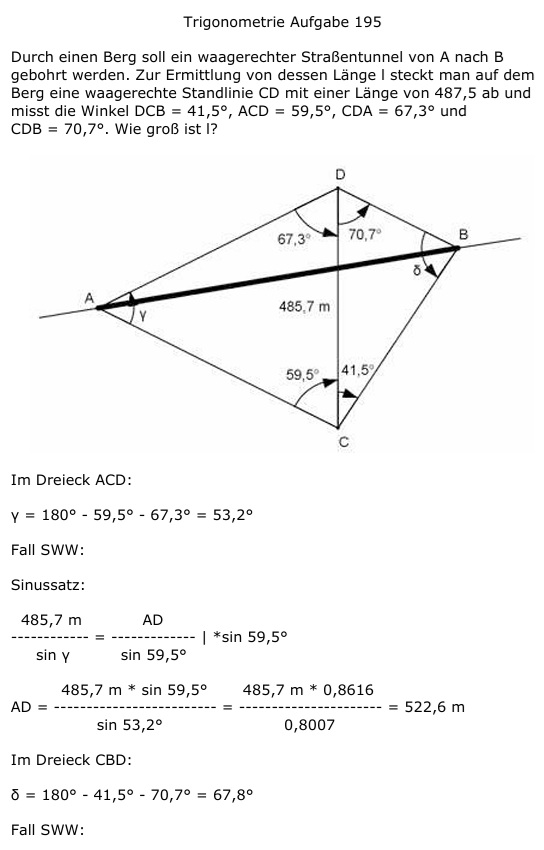 Trigonometrie Aufgabe 195
Durch einen Berg soll ein waagerechter Straßentunnel von A nach B
gebohrt werden. Zur Ermittlung von dessen Länge l steckt man auf dem
Berg eine waagerechte Standlinie CD mit einer Länge von 487,5 ab und
misst die Winkel DCB = 41,5°, ACD = 59,5°, CDA = 67,3° und
CDB = 70,7°. Wie groß ist l?
D
67,3° 70,7°
B
δ
A
γ
485,7 m
59,5° 41,5°
C
Im Dreieck ACD:
γ = 180° - 59,5° - 67,3° = 53,2°
Fall SWW:
Sinussatz:
485,7 m AD
------------ = ------------- | *sin 59,5°
sin γ sin 59,5°
485,7 m * sin 59,5° 485,7 m * 0,8616
AD = ------------------------- = ---------------------- = 522,6 m
sin 53,2° 0,8007
Im Dreieck CBD:
δ = 180° - 41,5° - 70,7° = 67,8°
Fall SWW: